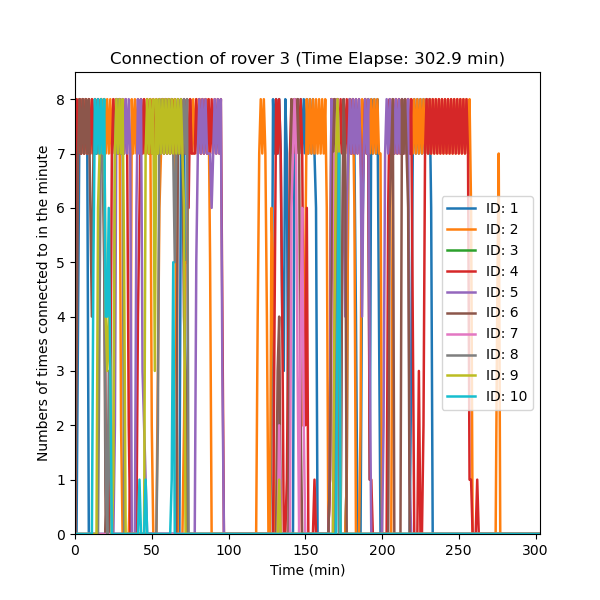 Connection of rover 3 (Time Elapse: 302.9 min)
Numbers of times connected to in the minute
8
7
6
5
4
3
2
1
0
ID: 1
ID: 2
ID: 3
ID: 4
ID: 5
ID: 6
ID: 7
ID: 8
ID: 9
ID: 10
0 50 100 150 200 250 300
Time (min)